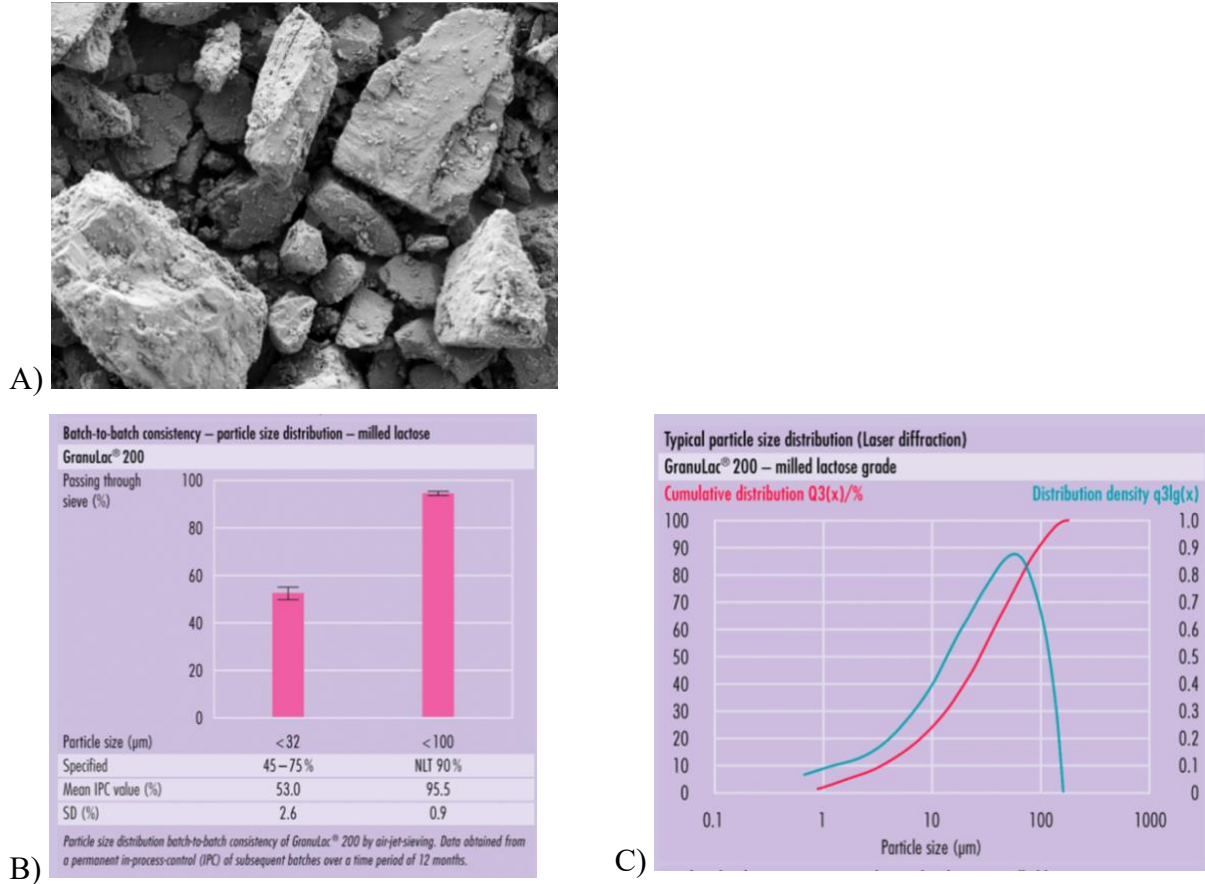 A)
Batch-to-batch consistency – particle size distribution – milled lactose
GranuLac® 200
Passing through
sieve (%)
100
80
60
40
20
0
Particle size (µm) <32 <100
Specified 45–75% NLT 90%
Mean IPC value (%) 53.0 95.5
SD (%) 2.6 0.9
Particle size distribution batch-to-batch consistency of GranuLac® 200 by air-jet-sieving. Data obtained from
a permanent in-process-control (IPC) of subsequent batches over a time period of 12 months.
B)
Typical particle size distribution (Laser diffraction)
GranuLac® 200 – milled lactose grade
Cumulative distribution Q3(x)/% Distribution density q3lg(x)
100 1.0
90 0.9
80 0.8
70 0.7
60 0.6
50 0.5
40 0.4
30 0.3
20 0.2
10 0.1
0 0
0.1 1 10 100 1000
Particle size (µm)
C)